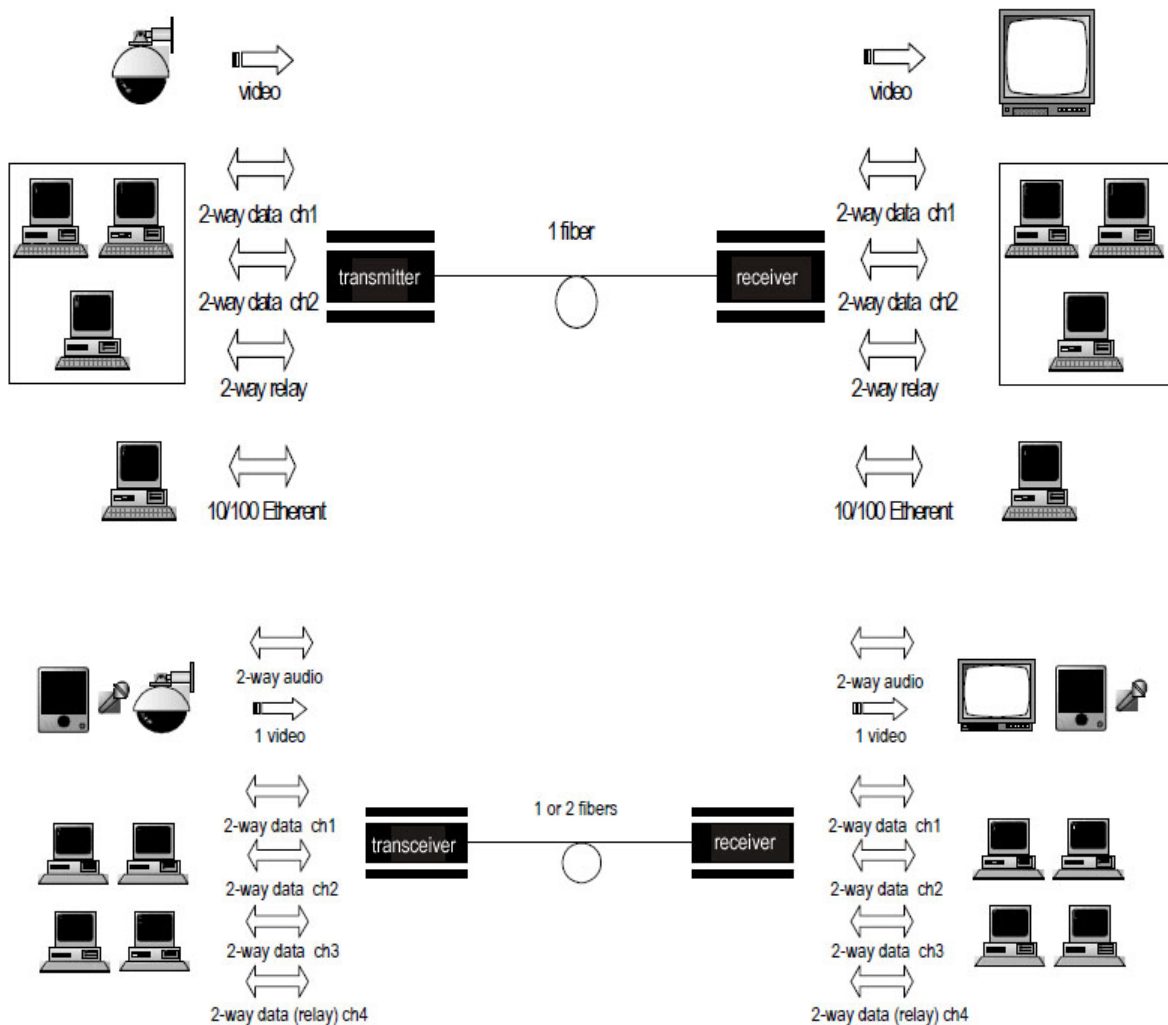 video
video
2-way data ch1
2-way data ch1
1 fiber
transmitter
receiver
2-way data ch2
2-way data ch2
2-way relay
2-way relay
10/100 Etherent
10/100 Etherent
2-way audio
2-way audio
1 video
1 video
1 or 2 fibers
2-way data ch1
2-way data ch1
transceiver
receiver
2-way data ch2
2-way data ch2
2-way data ch3
2-way data ch3
2-way data (relay) ch4
2-way data (relay) ch4